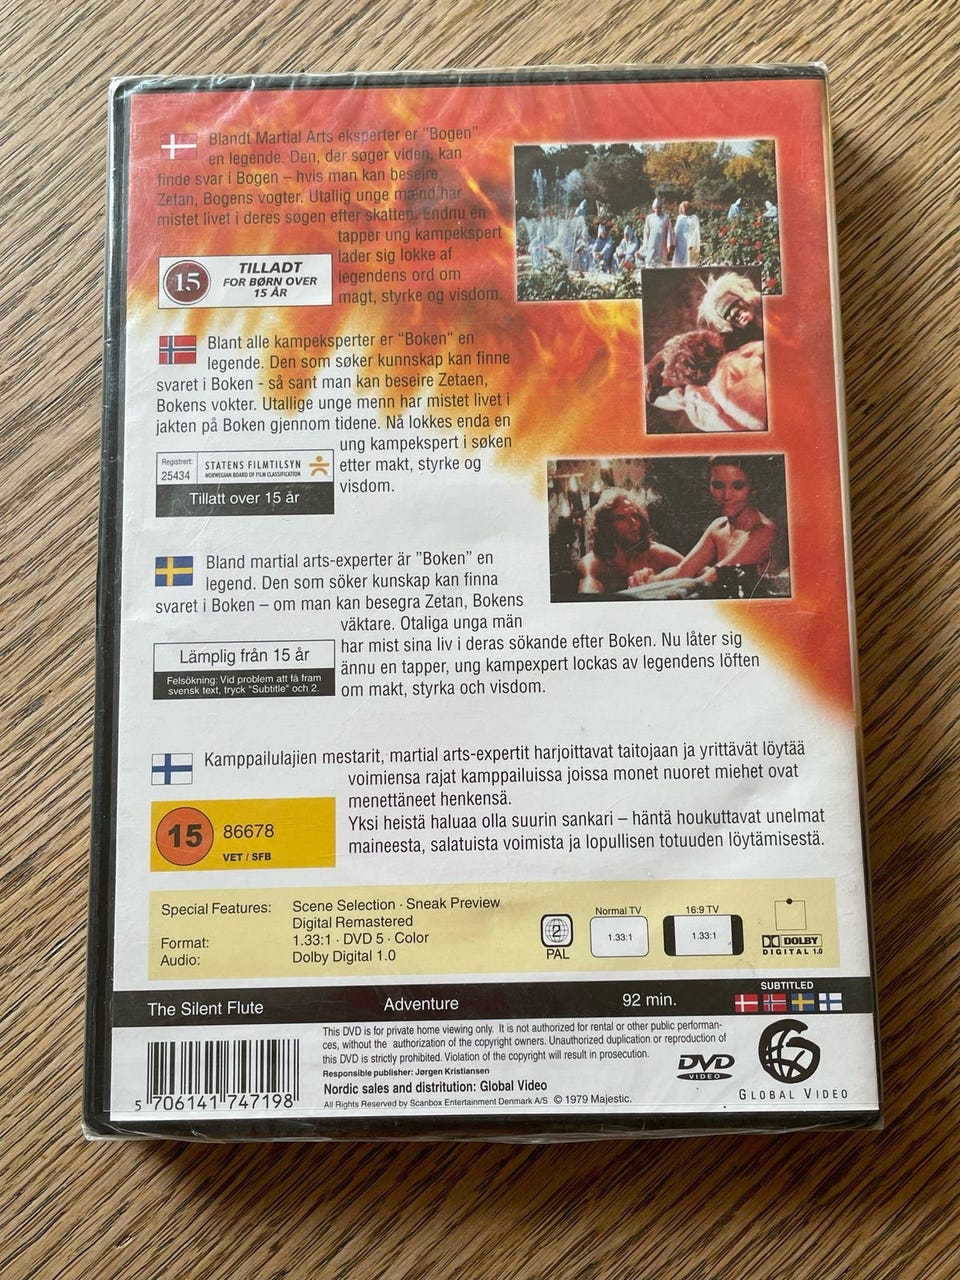 Blandt Martial Arts eksperter er "Bogen"
en legende. Den, der søger viden, kan
finde svar i Bogen – hvis man kan besejre
Zetan, Bogens vogter. Utallig unge mænd har
mistet livet i deres søgen efter skatten. Endnu en
tapper ung kampekspert
lader sig lokke af
legendens ord om
magt, styrke og visdom.
15
TILLADT
FOR BØRN OVER
15 ÅR
Blant alle kampeksperter er "Boken" en
legende. Den som søker kunnskap kan finne
svaret i Boken - så sant man kan beseire Zetaen,
Bokens vokter. Utallige unge menn har mistet livet i
jakten på Boken gjennom tidene. Nå lokkes enda en
ung kampekspert i søken
etter makt, styrke og
visdom.
Registrert:
25434
STATENS FILMTILSYN
NORWEGIAN BOARD OF FILM CLASSIFICATION
Tillatt over 15 år
Bland martial arts-experter är "Boken" en
legend. Den som söker kunskap kan finna
svaret i Boken – om man kan besegra Zetan, Bokens
väktare. Otaliga unga män
har mist sina liv i deras sökande efter Boken. Nu låter sig
ännu en tapper, ung kampexpert lockas av legendens löften
om makt, styrka och visdom.
Lämplig från 15 år
Felsökning: Vid problem att få fram
svensk text, tryck "Subtitle" och 2.
Kamppailulajien mestarit, martial arts-expertit harjoittavat taitojaan ja yrittävät löytää
voimiensa rajat kamppailuissa joissa monet nuoret miehet ovat
menettäneet henkensä.
Yksi heistä haluaa olla suurin sankari – häntä houkuttavat unelmat
maineesta, salatuista voimista ja lopullisen totuuden löytämisestä.
15
86678
VET / SFB
Special Features: Scene Selection · Sneak Preview
Digital Remastered
Format: 1.33:1 · DVD 5 · Color
Audio: Dolby Digital 1.0
2
PAL
Normal TV
1.33:1
16:9 TV
1.33:1
DOLBY
DIGITAL 1.0
The Silent Flute Adventure 92 min.
SUBTITLED
5 706141 747198
This DVD is for private home viewing only. It is not authorized for rental or other public performan-
ces, without the authorization of the copyright owners. Unauthorized duplication or reproduction of
this DVD is strictly prohibited. Violation of the copyright will result in prosecution.
Responsible publisher: Jørgen Kristiansen
Nordic sales and distritution: Global Video
All Rights Reserved by Scanbox Entertainment Denmark A/S © 1979 Majestic.
DVD
VIDEO
GLOBAL VIDEO